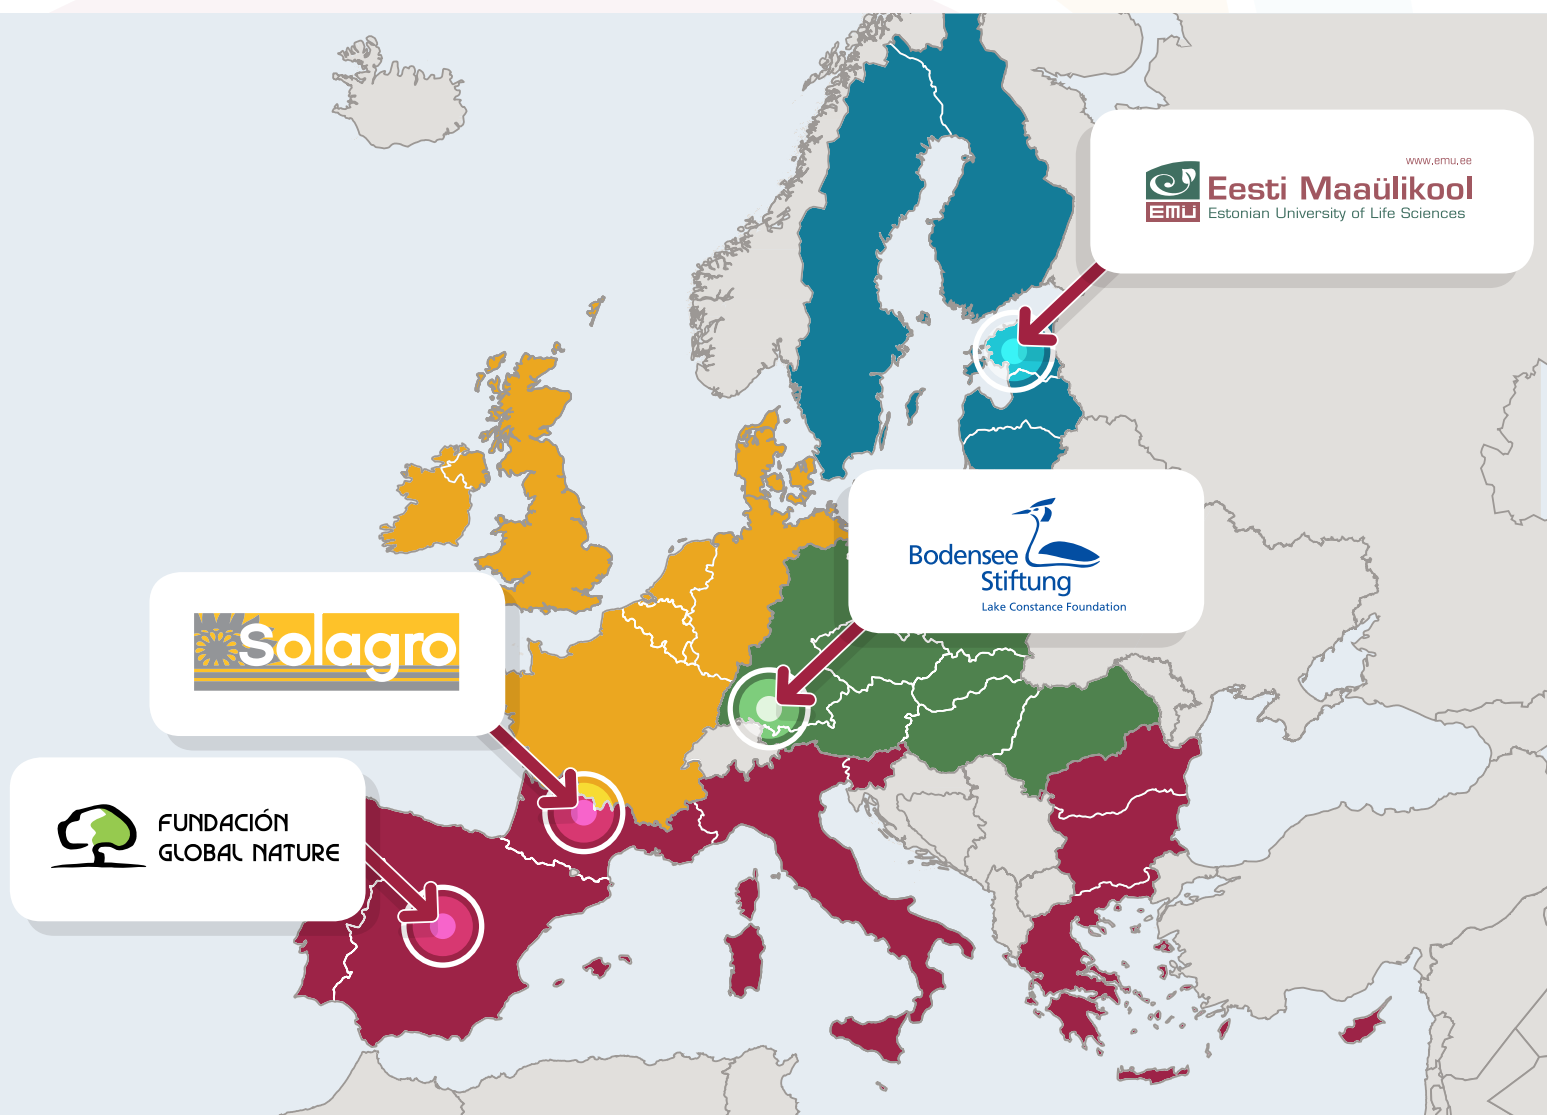 www.emu.ee
Eesti Maaülikool
EMÜ
Estonian University of Life Sciences
Bodensee
Stiftung
Lake Constance Foundation
Solagro
FUNDACIÓN
GLOBAL NATURE